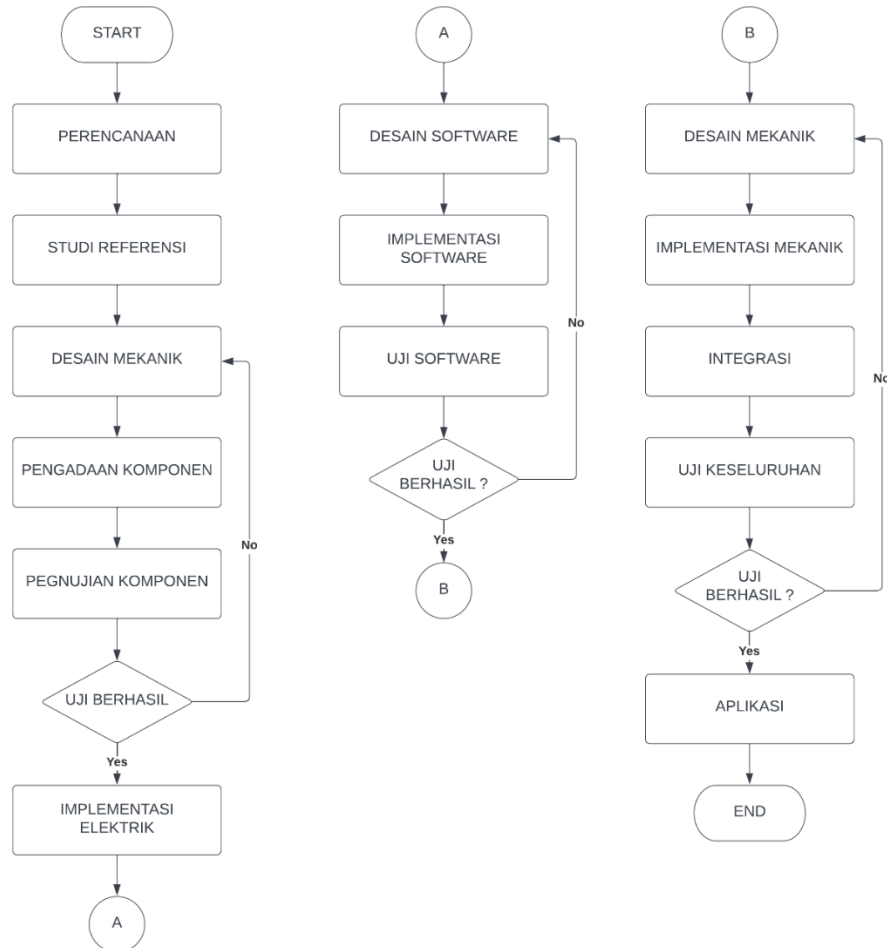 START
PERENCANAAN
STUDI REFERENSI
DESAIN MEKANIK
PENGADAAN KOMPONEN
No
PEGNUJIAN KOMPONEN
UJI BERHASIL
Yes
IMPLEMENTASI
ELEKTRIK
A
A
DESAIN SOFTWARE
IMPLEMENTASI
SOFTWARE
No
UJI SOFTWARE
UJI
BERHASIL ?
Yes
B
B
DESAIN MEKANIK
IMPLEMENTASI MEKANIK
INTEGRASI
No
UJI KESELURUHAN
UJI
BERHASIL ?
Yes
APLIKASI
END